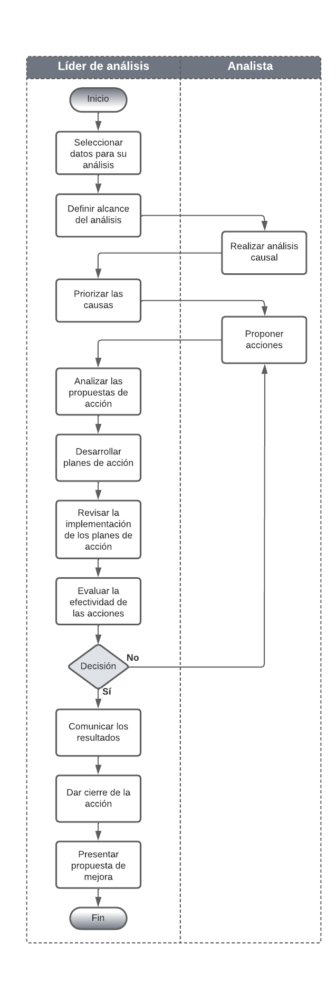 Líder de análisis
Analista
Inicio
Seleccionar
datos para su
análisis
Definir alcance
del análisis
Realizar análisis
causal
Priorizar las
causas
Proponer
acciones
Analizar las
propuestas de
acción
Desarrollar
planes de acción
Revisar la
implementación
de los planes de
acción
Evaluar la
efectividad de
las acciones
Decisión
No
Sí
Comunicar los
resultados
Dar cierre de la
acción
Presentar
propuesta de
mejora
Fin